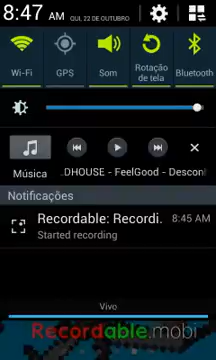 8:47 AM QUI, 22 DE OUTUBRO
Wi-Fi GPS Som Rotação de tela Bluetooth
Música .DHOUSE - FeelGood - Descon
Notificações
Recordable: Recordi.. 8:45 AM
Started recording
Vivo
Recordable.mobi